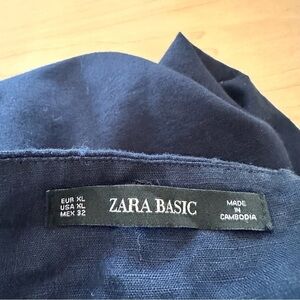 EUR XL
USA XL
MEX 32
ZARA BASIC
MADE
IN
CAMBODIA